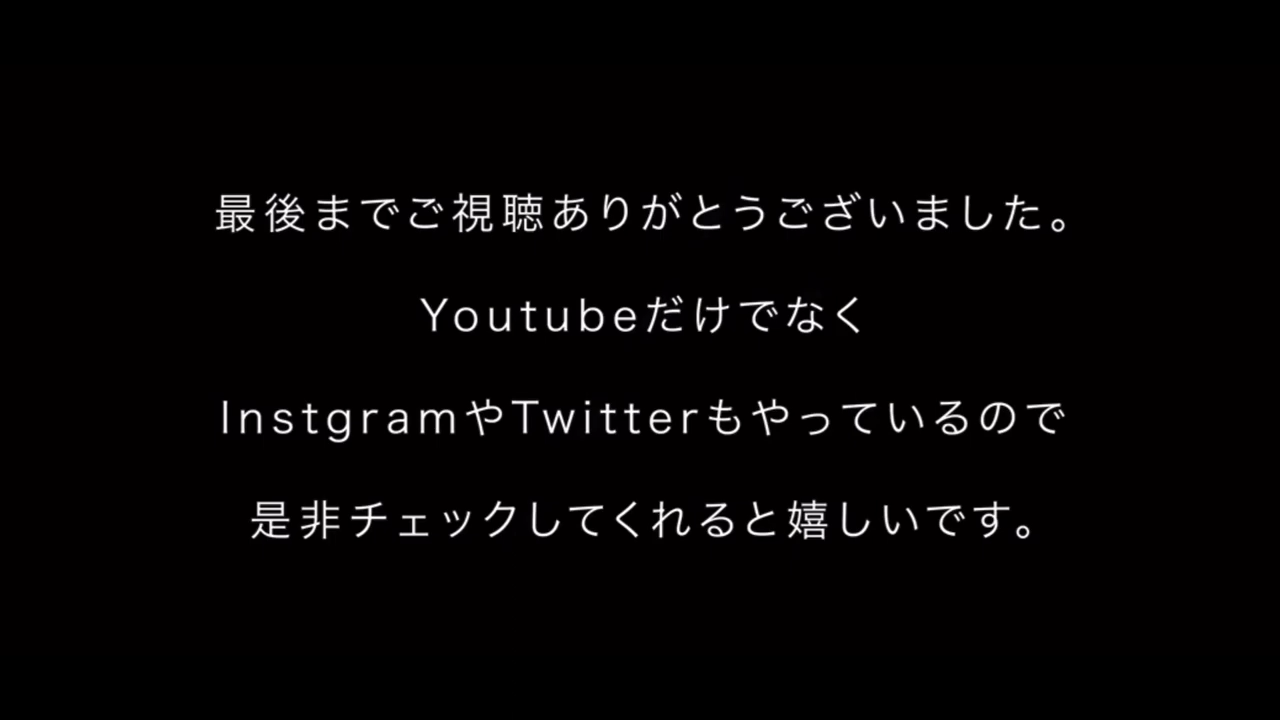 最後までご視聴ありがとうございました。
Youtubeだけでなく
InstgramやTwitterもやっているので
是非チェックしてくれると嬉しいです。